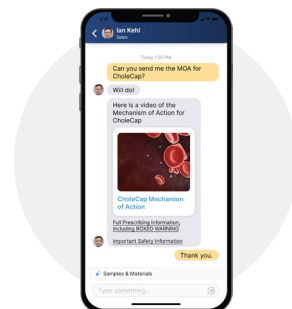 Ian Kehl
Sales
Today 1:30 PM
Can you send me the MOA for
CholeCap?
Will do!
Here is a video of the
Mechanism of Action for
CholeCap
CholeCap Mechanism
of Action
Full Prescribing Information,
including BOXED WARNING
Important Safety Information
Thank you.
Samples & Materials
Type something...